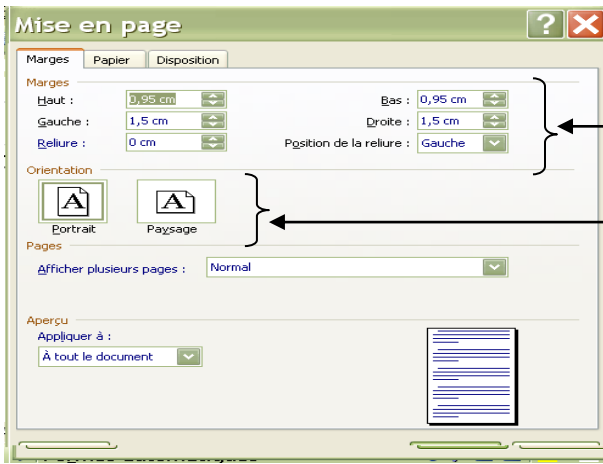 Mise en page
?
Marges Papier Disposition
Marges
Haut : 0,95 cm Bas : 0,95 cm
Gauche : 1,5 cm Droite : 1,5 cm
Reliure : 0 cm Position de la reliure : Gauche
Orientation
A A
Portrait Paysage
Pages
Afficher plusieurs pages : Normal
Aperçu
Appliquer à :
À tout le document